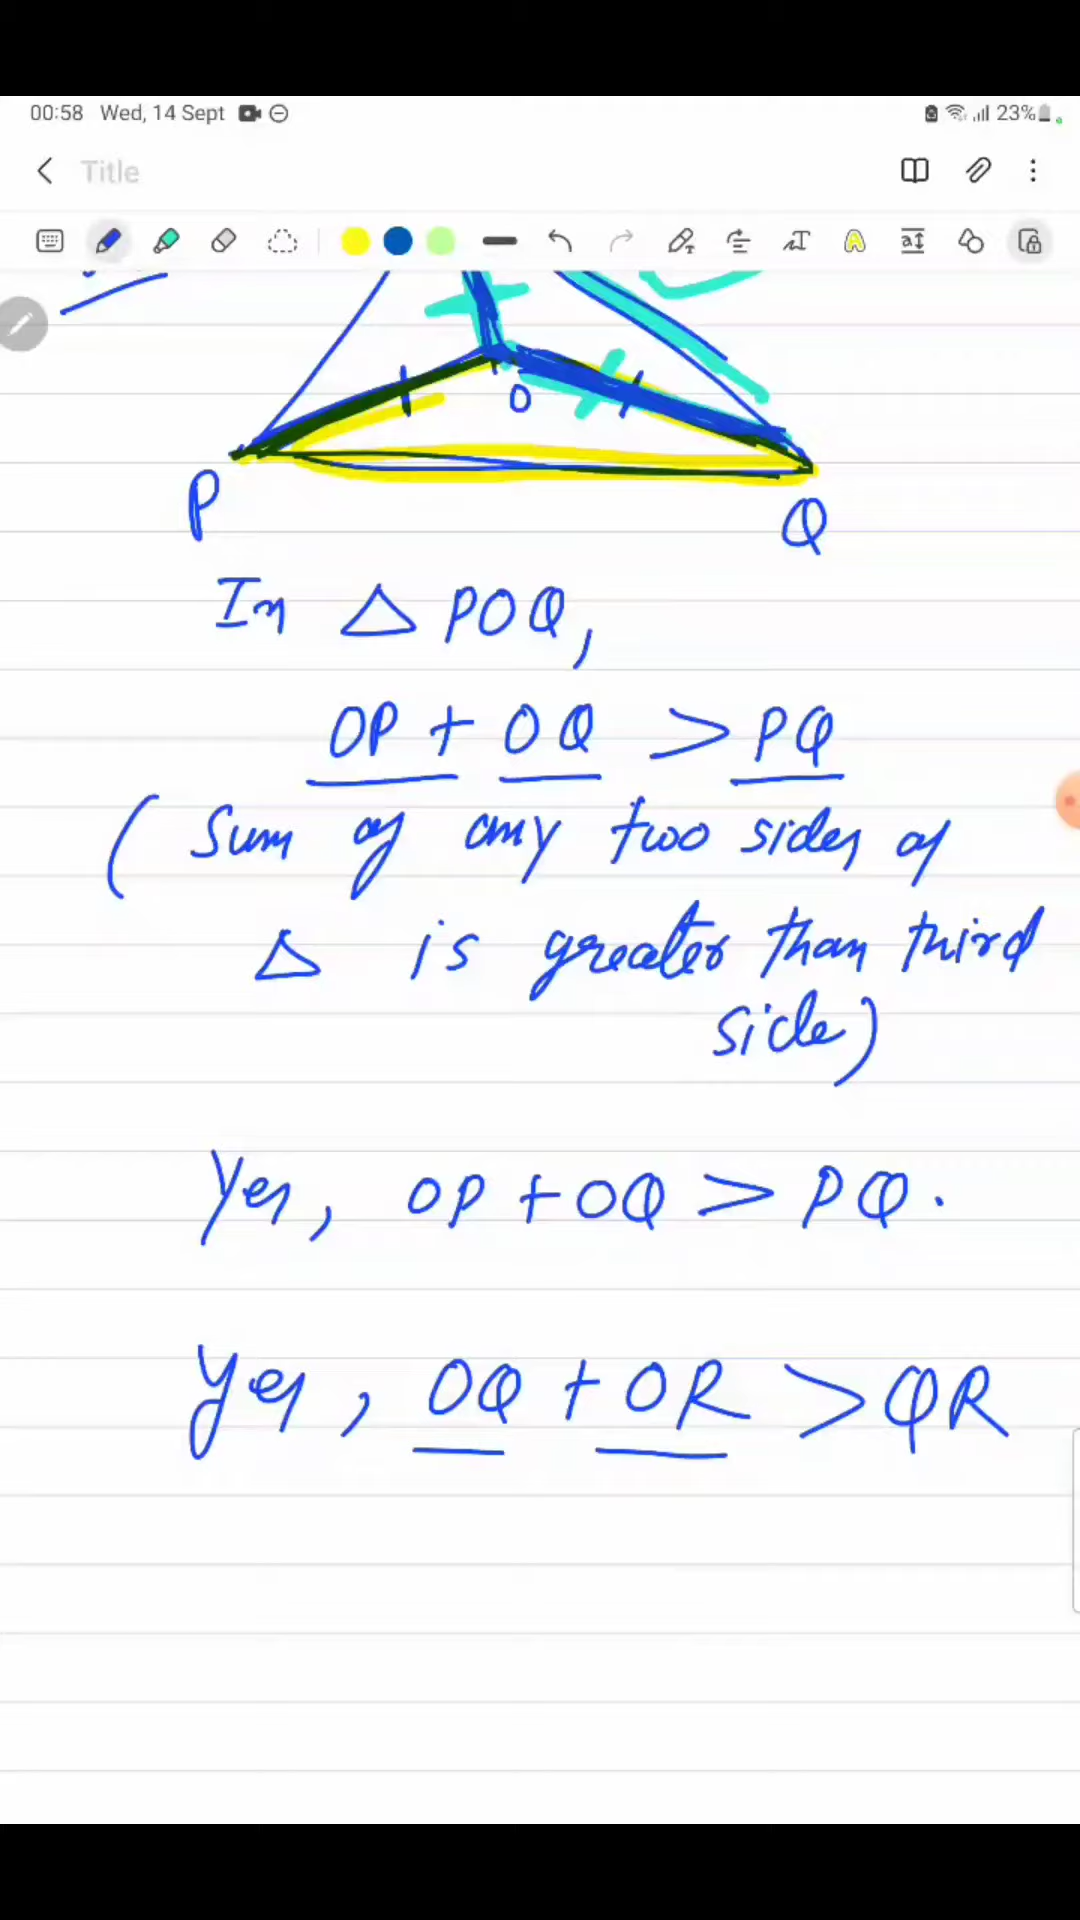 00:58 Wed, 14 Sept 23%
Title
O
P
Q
In △ POQ,
OP + OQ > PQ
( Sum of any two sides of
△ is greater than third
side)
Yes, OP + OQ > PQ.
Yes, OQ + OR > QR